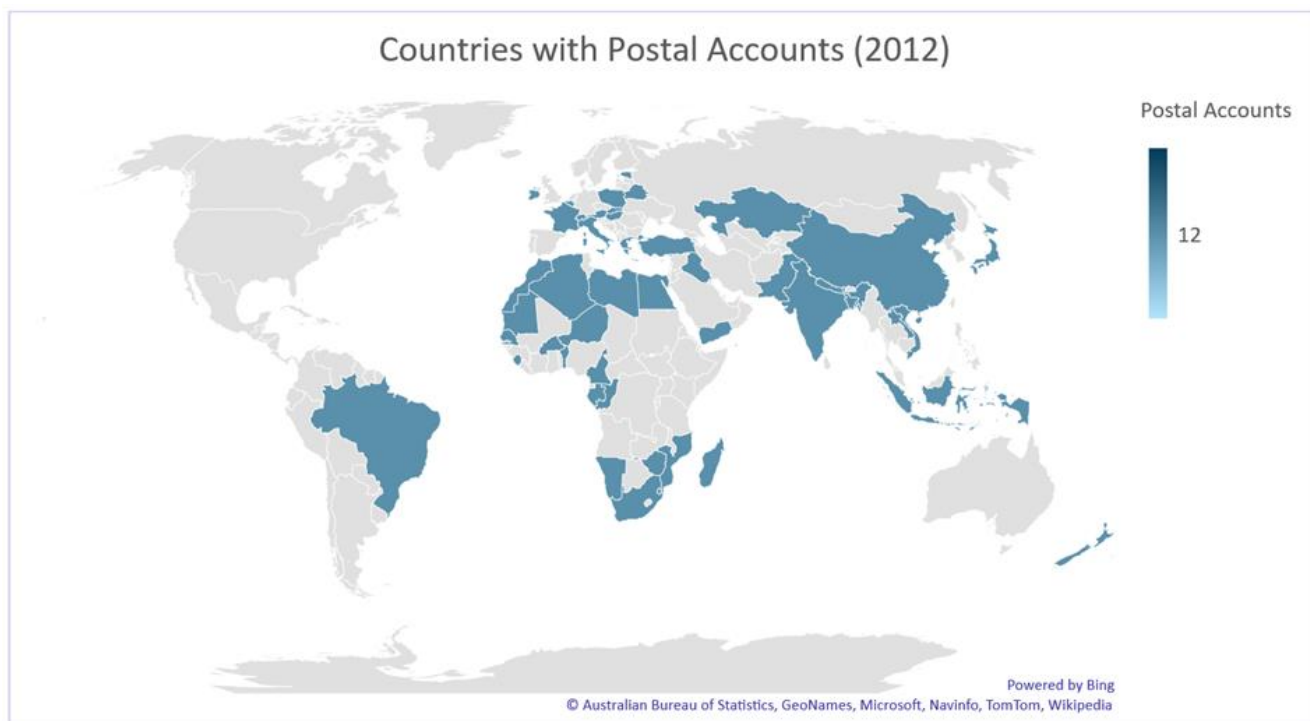 Countries with Postal Accounts (2012)
Postal Accounts
12
Powered by Bing
© Australian Bureau of Statistics, GeoNames, Microsoft, Navinfo, TomTom, Wikipedia